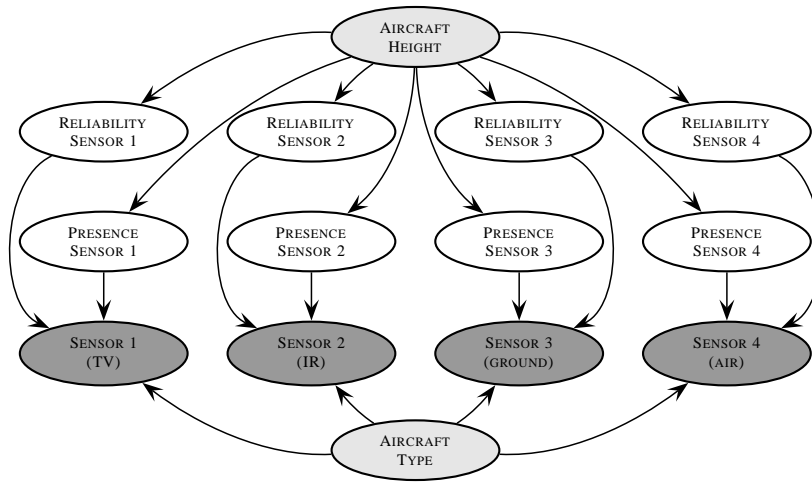 AIRCRAFT
HEIGHT
RELIABILITY
SENSOR 1
RELIABILITY
SENSOR 2
RELIABILITY
SENSOR 3
RELIABILITY
SENSOR 4
PRESENCE
SENSOR 1
PRESENCE
SENSOR 2
PRESENCE
SENSOR 3
PRESENCE
SENSOR 4
SENSOR 1
(TV)
SENSOR 2
(IR)
SENSOR 3
(GROUND)
SENSOR 4
(AIR)
AIRCRAFT
TYPE